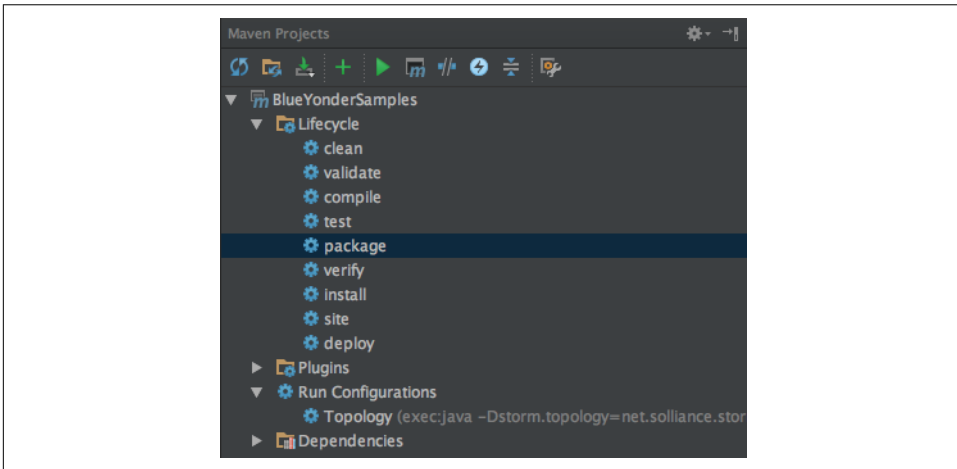 Maven Projects
BlueYonderSamples
Lifecycle
clean
validate
compile
test
package
verify
install
site
deploy
Plugins
Run Configurations
Topology (exec:java -Dstorm.topology=net.solliance.stor
Dependencies